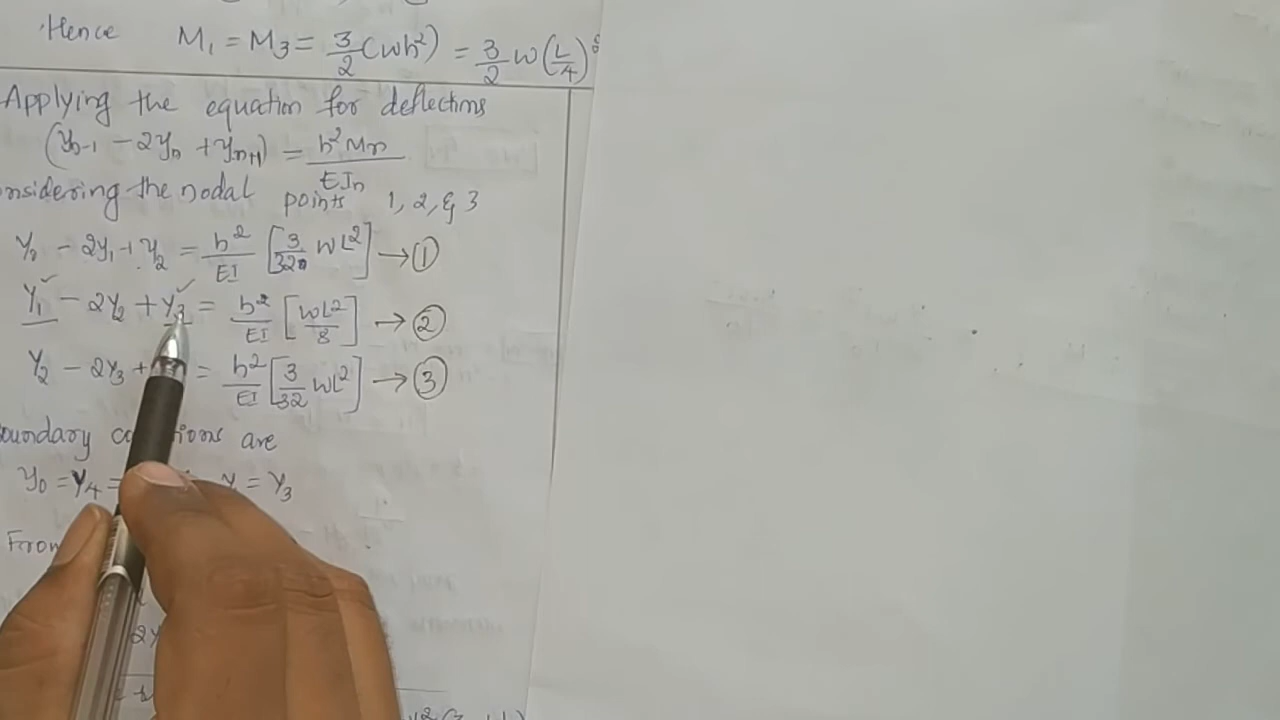 Hence M₁ = M₃ = 3/2 (wh²) = 3/2 w(L/4)
Applying the equation for deflections
(yₙ₋₁ - 2yₙ + yₙ₊₁) = h²Mₙ/EIₙ
nsidering the nodal points 1, 2, & 3
y₀ - 2y₁ + y₂ = h²/EI [3/32 WL²] → ①
y₁ - 2y₂ + y₃ = h²/EI [WL²/8] → ②
y₂ - 2y₃ + = h²/EI [3/32 WL²] → ③
oundary are
y₀ = y₄ = = y₃
From
2y